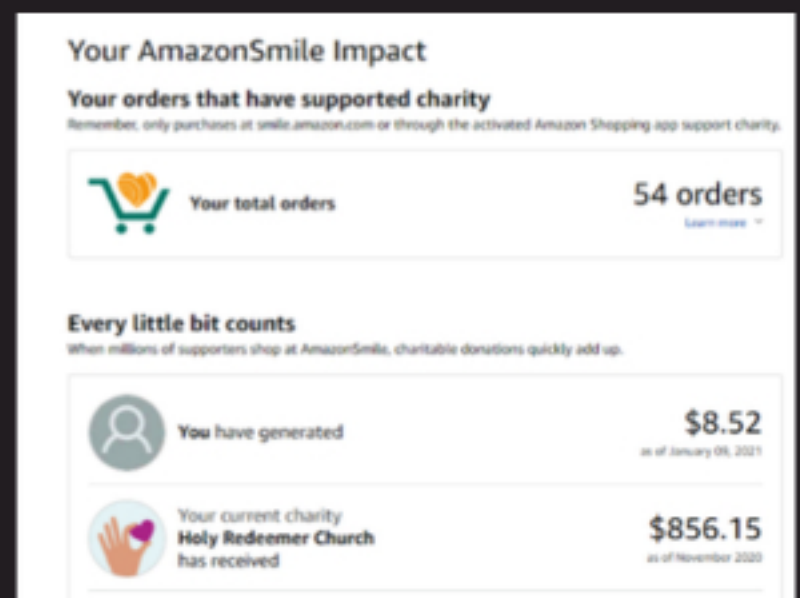 Your AmazonSmile Impact
Your orders that have supported charity
Remember, only purchases at smile.amazon.com or through the activated Amazon Shopping app support charity.
Your total orders
54 orders
Learn more
Every little bit counts
When millions of supporters shop at AmazonSmile, charitable donations quickly add up.
You have generated
$8.52
as of January 09, 2021
Your current charity
Holy Redeemer Church
has received
$856.15
as of November 2020